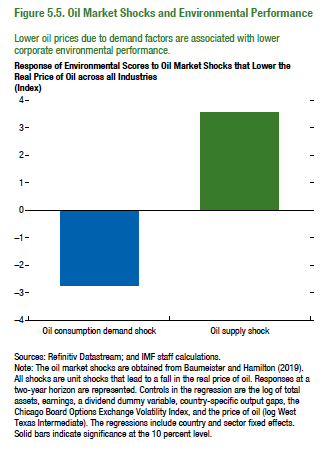 Figure 5.5. Oil Market Shocks and Environmental Performance
Lower oil prices due to demand factors are associated with lower
corporate environmental performance.
Response of Environmental Scores to Oil Market Shocks that Lower the
Real Price of Oil across all Industries
(Index)
4
3
2
1
0
–1
–2
–3
–4
Oil consumption demand shock Oil supply shock
Sources: Refinitiv Datastream; and IMF staff calculations.
Note: The oil market shocks are obtained from Baumeister and Hamilton (2019).
All shocks are unit shocks that lead to a fall in the real price of oil. Responses at a
two-year horizon are represented. Controls in the regression are the log of total
assets, earnings, a dividend dummy variable, country-specific output gaps, the
Chicago Board Options Exchange Volatility Index, and the price of oil (log West
Texas Intermediate). The regressions include country and sector fixed effects.
Solid bars indicate significance at the 10 percent level.